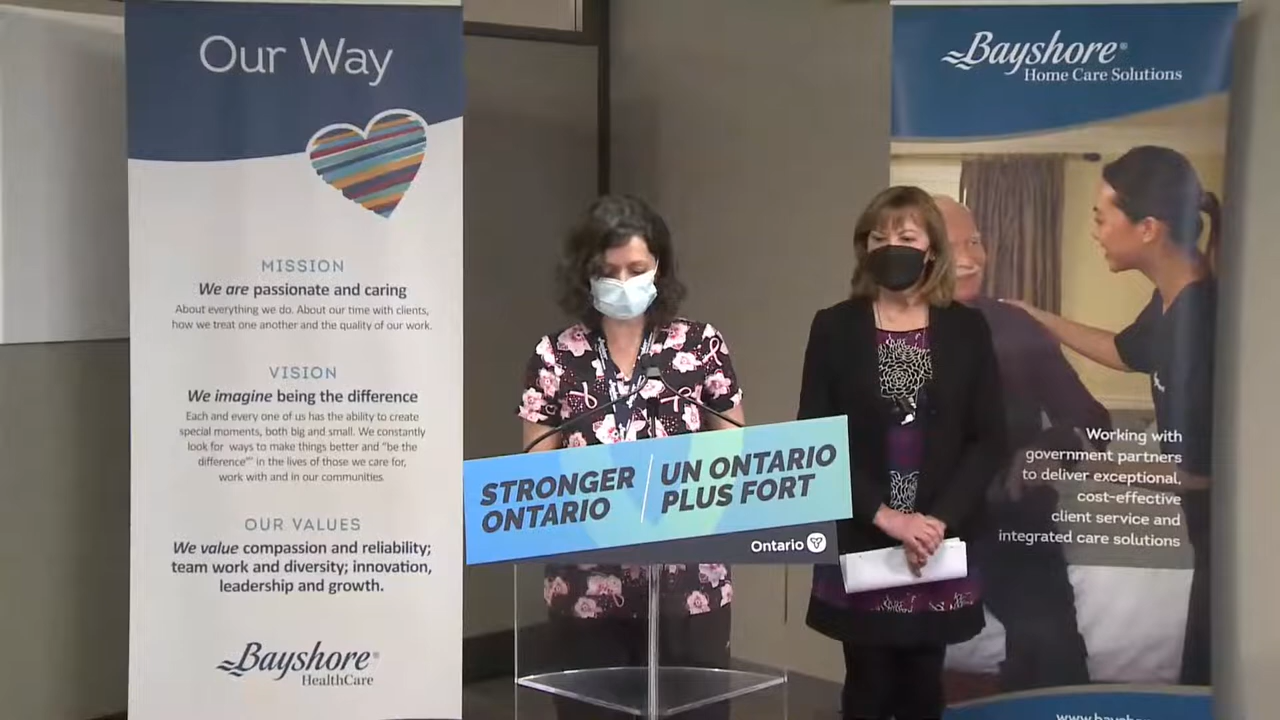 Our Way
MISSION
We are passionate and caring
About everything we do. About our time with clients,
how we treat one another and the quality of our work.
VISION
We imagine being the difference
Each and every one of us has the ability to create
special moments, both big and small. We constantly
look for ways to make things better and "be the
difference" in the lives of those we care for,
work with and in our communities.
OUR VALUES
We value compassion and reliability;
team work and diversity; innovation,
leadership and growth.
Bayshore®
HealthCare
STRONGER
ONTARIO
UN ONTARIO
PLUS FORT
Ontario
Bayshore®
Home Care Solutions
Working with
government partners
to deliver exceptional,
cost-effective
client service and
integrated care solutions